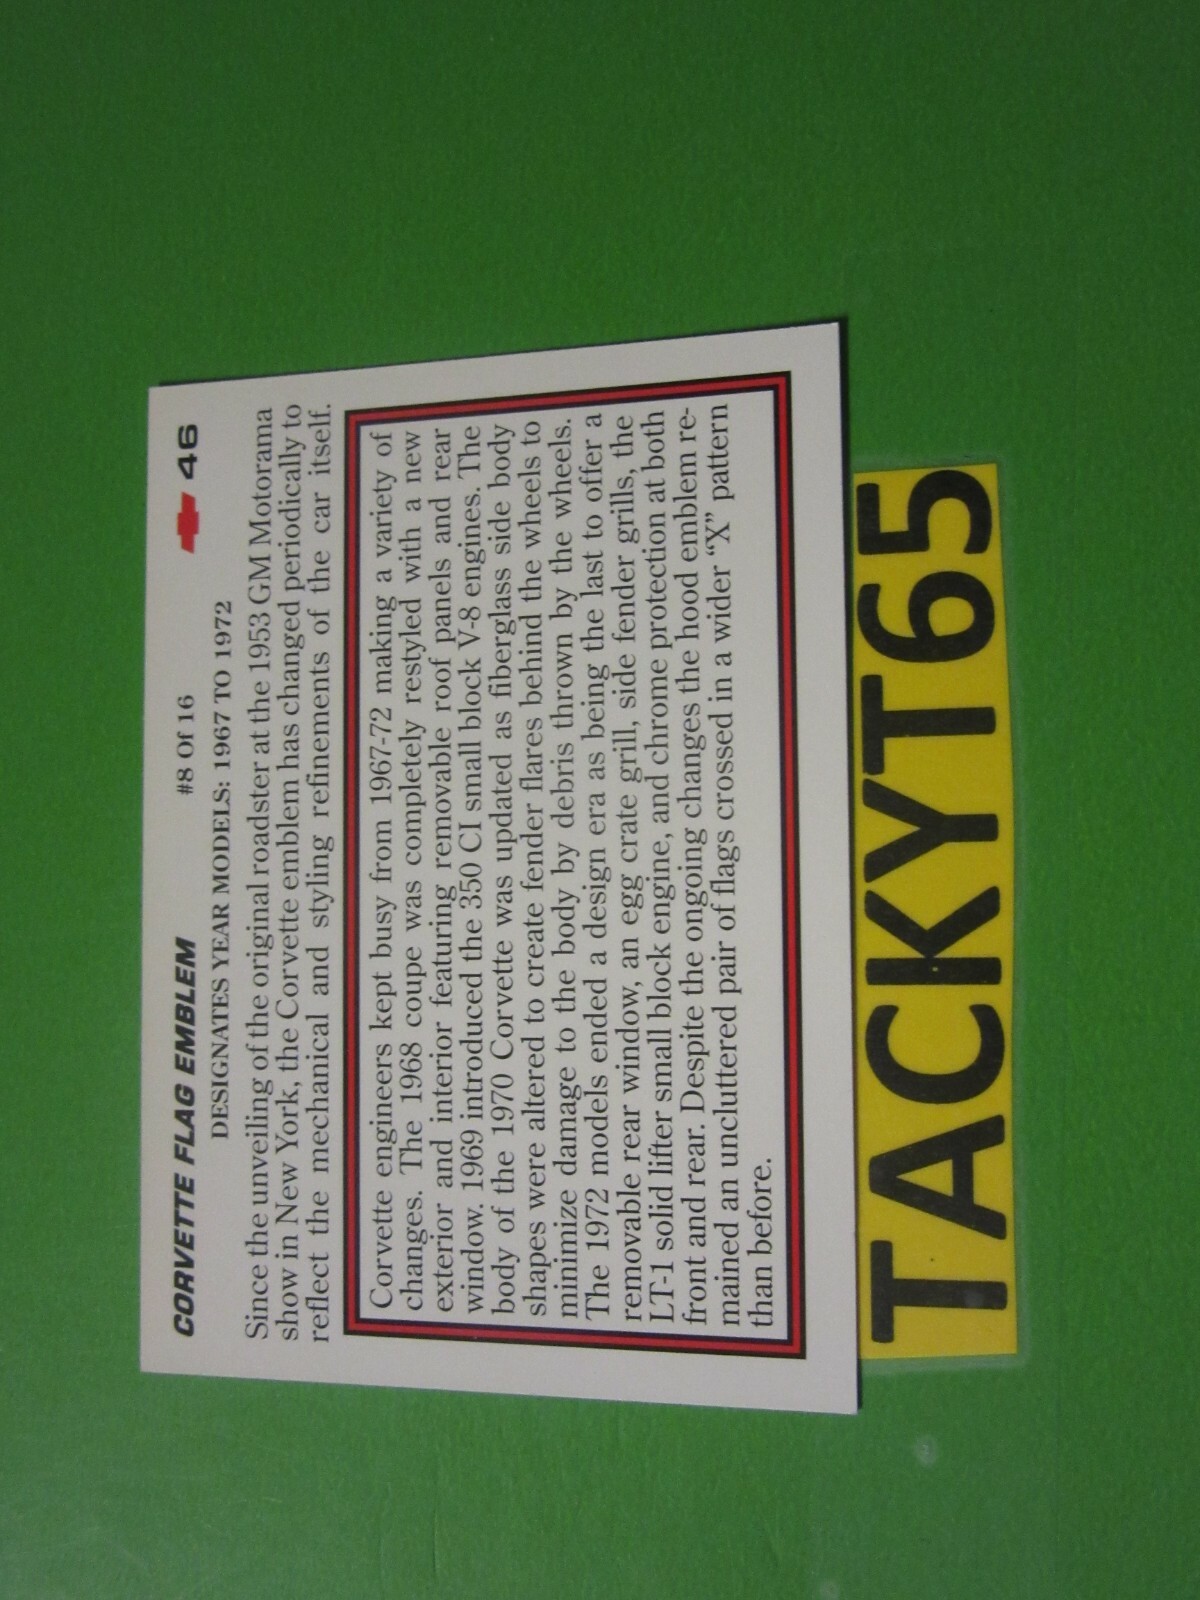 CORVETTE FLAG EMBLEM #8 Of 16 46
DESIGNATES YEAR MODELS: 1967 TO 1972
Since the unveiling of the original roadster at the 1953 GM Motorama
show in New York, the Corvette emblem has changed periodically to
reflect the mechanical and styling refinements of the car itself.
Corvette engineers kept busy from 1967-72 making a variety of
changes. The 1968 coupe was completely restyled with a new
exterior and interior featuring removable roof panels and rear
window. 1969 introduced the 350 CI small block V-8 engines. The
body of the 1970 Corvette was updated as fiberglass side body
shapes were altered to create fender flares behind the wheels to
minimize damage to the body by debris thrown by the wheels.
The 1972 models ended a design era as being the last to offer a
removable rear window, an egg crate grill, side fender grills, the
LT-1 solid lifter small block engine, and chrome protection at both
front and rear. Despite the ongoing changes the hood emblem re-
mained an uncluttered pair of flags crossed in a wider “X” pattern
than before.
TACKYT65